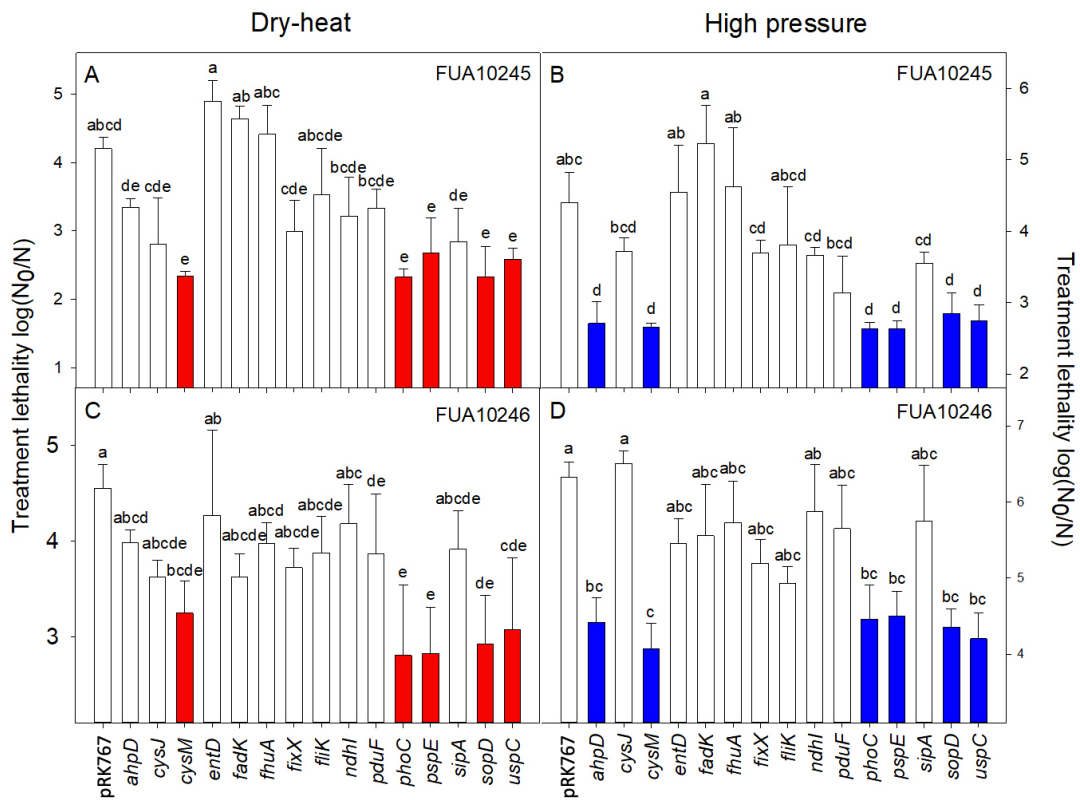 Dry-heat High pressure
A FUA10245
B FUA10245
Treatment lethality log(N0/N)
5
4
3
2
1
abcd de cde e a ab abc cde abcde bcde bcde e e de e e
abc d bcd d ab a ab cd abcd cd bcd d d cd d d
6
5
4
3
2
Treatment lethality log(N0/N)
C FUA10246
D FUA10246
5
4
3
a abcd abcde bcde ab abcde abcd abcde abcde abc de e e abcde de cde
a bc a c abc abc abc abc abc ab abc bc bc abc bc bc
7
6
5
4
pRK767 ahpD cysJ cysM entD fadK fhuA fixX fliK ndhI pduF phoC pspE sipA sopD uspC
pRK767 ahpD cysJ cysM entD fadK fhuA fixX fliK ndhI pduF phoC pspE sipA sopD uspC